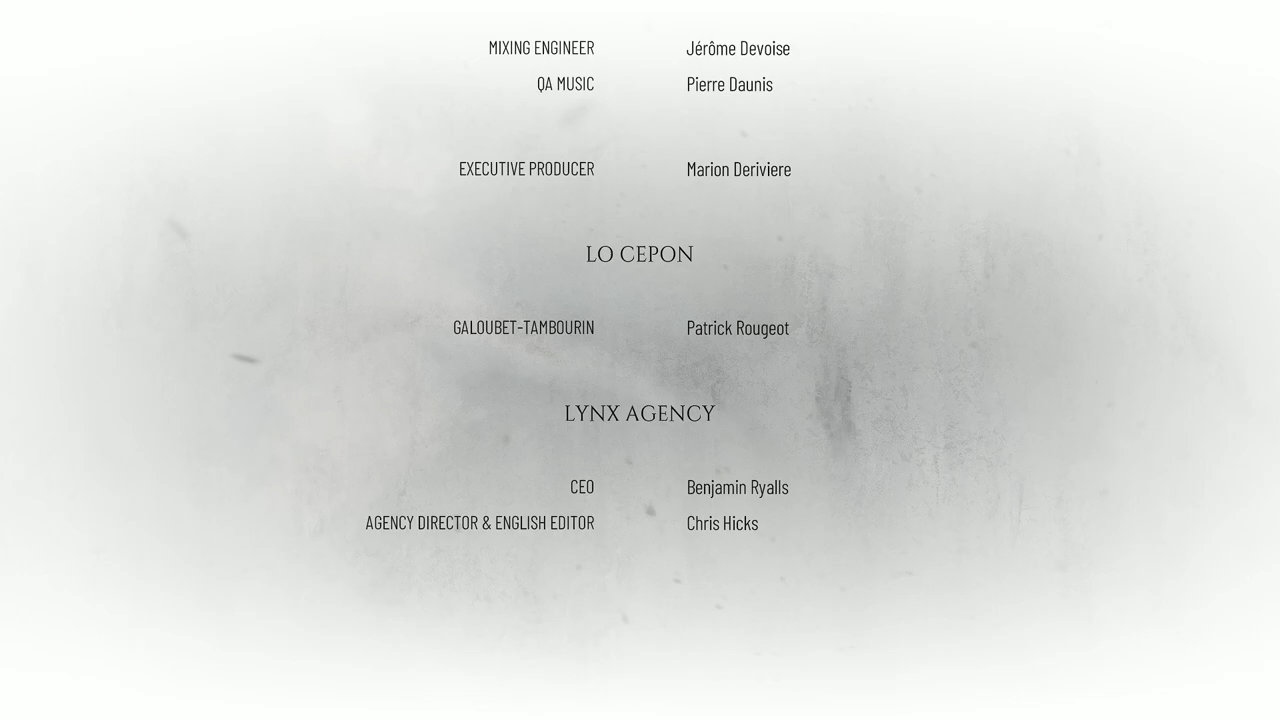 MIXING ENGINEER Jérôme Devoise
QA MUSIC Pierre Daunis
EXECUTIVE PRODUCER Marion Deriviere
LO CEPON
GALOUBET-TAMBOURIN Patrick Rougeot
LYNX AGENCY
CEO Benjamin Ryalls
AGENCY DIRECTOR & ENGLISH EDITOR Chris Hicks